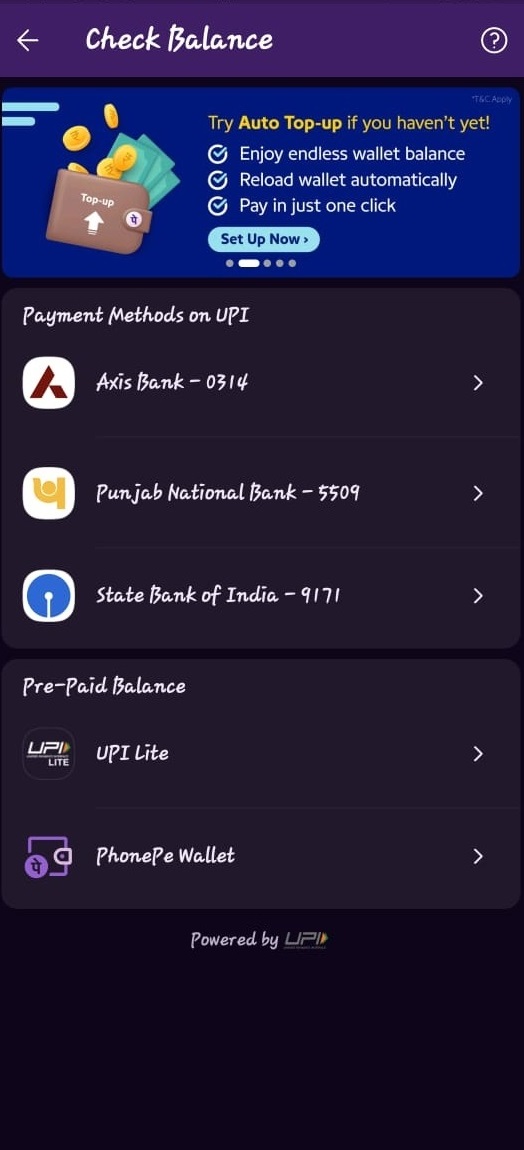 Check Balance
*T&C Apply
Try Auto Top-up if you haven't yet!
Enjoy endless wallet balance
Reload wallet automatically
Pay in just one click
Top-up
पे
Set Up Now ›
Payment Methods on UPI
Axis Bank – 0314
Punjab National Bank – 5509
State Bank of India – 9171
Pre-Paid Balance
UPI
LITE
UPI Lite
पे
PhonePe Wallet
Powered by UPI